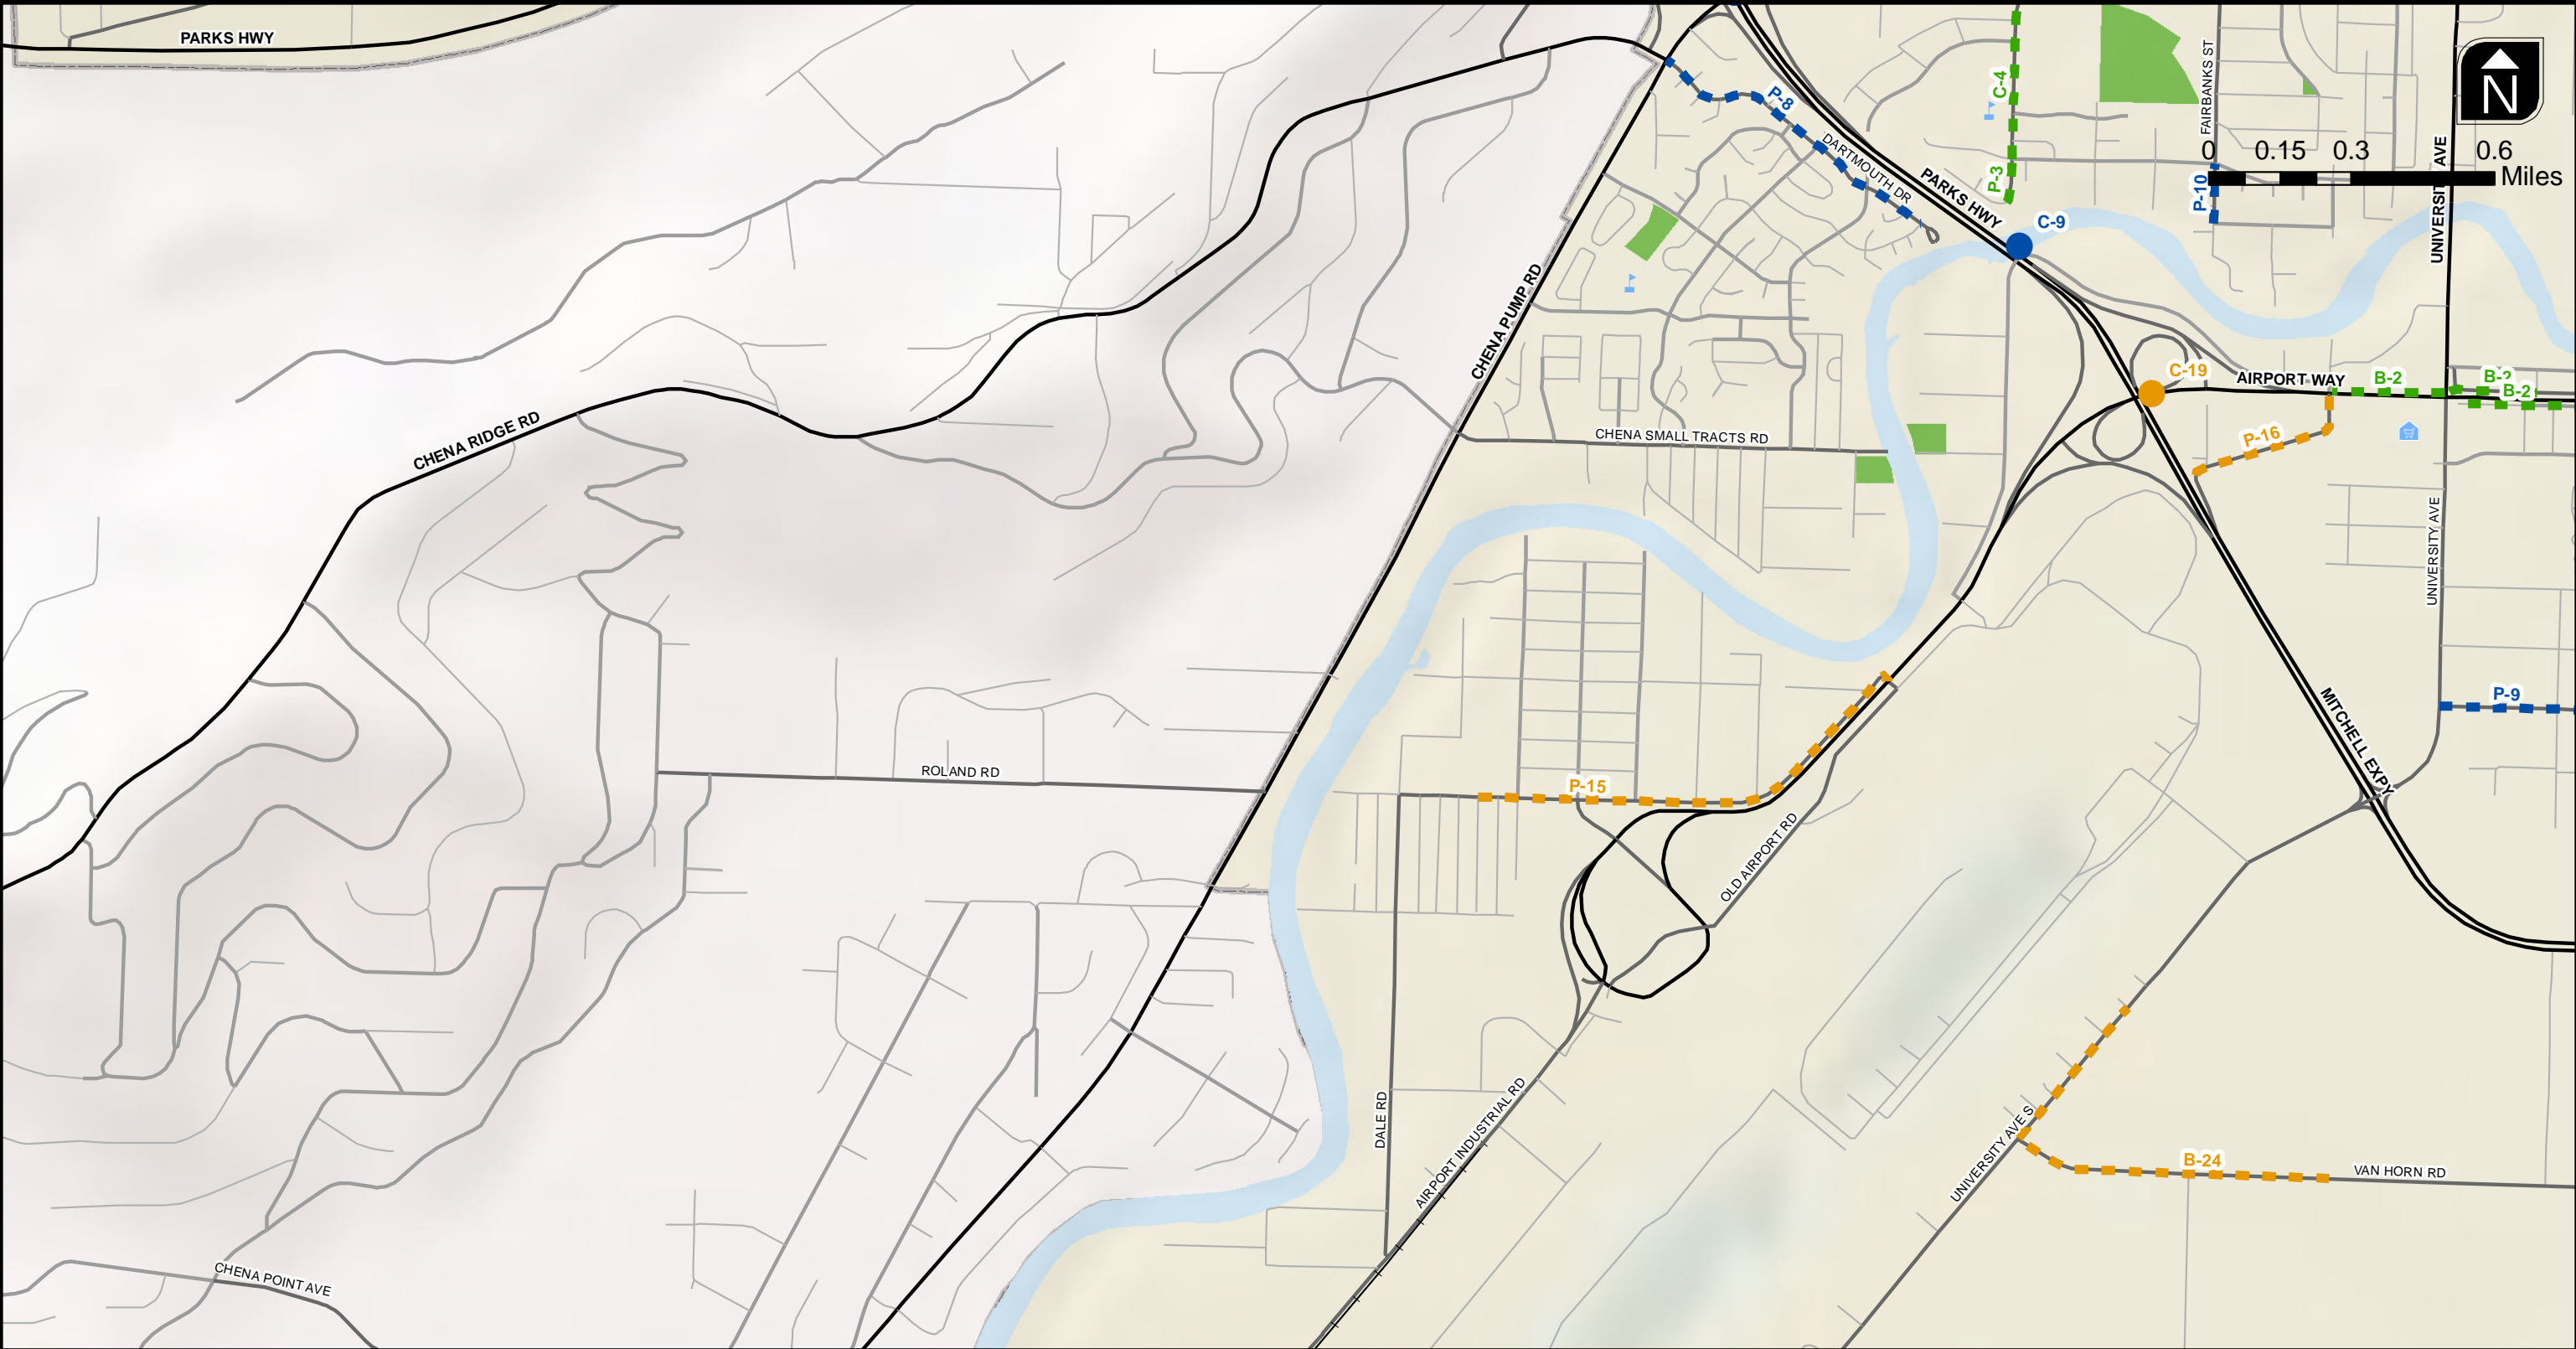 PARKS HWY
P-8
C-4
FAIRBANKS ST
N
0 0.15 0.3 0.6
Miles
UNIVERSITY AVE
DARTMOUTH DR
PARKS HWY
P-3
P-10
C-9
CHENA PUMP RD
C-19
AIRPORT WAY
B-2
B-2
B-2
CHENA RIDGE RD
CHENA SMALL TRACTS RD
P-16
UNIVERSITY AVE
P-9
MITCHELL EXPY
ROLAND RD
P-15
OLD AIRPORT RD
DALE RD
AIRPORT INDUSTRIAL RD
UNIVERSITY AVE S
B-24
VAN HORN RD
CHENA POINT AVE